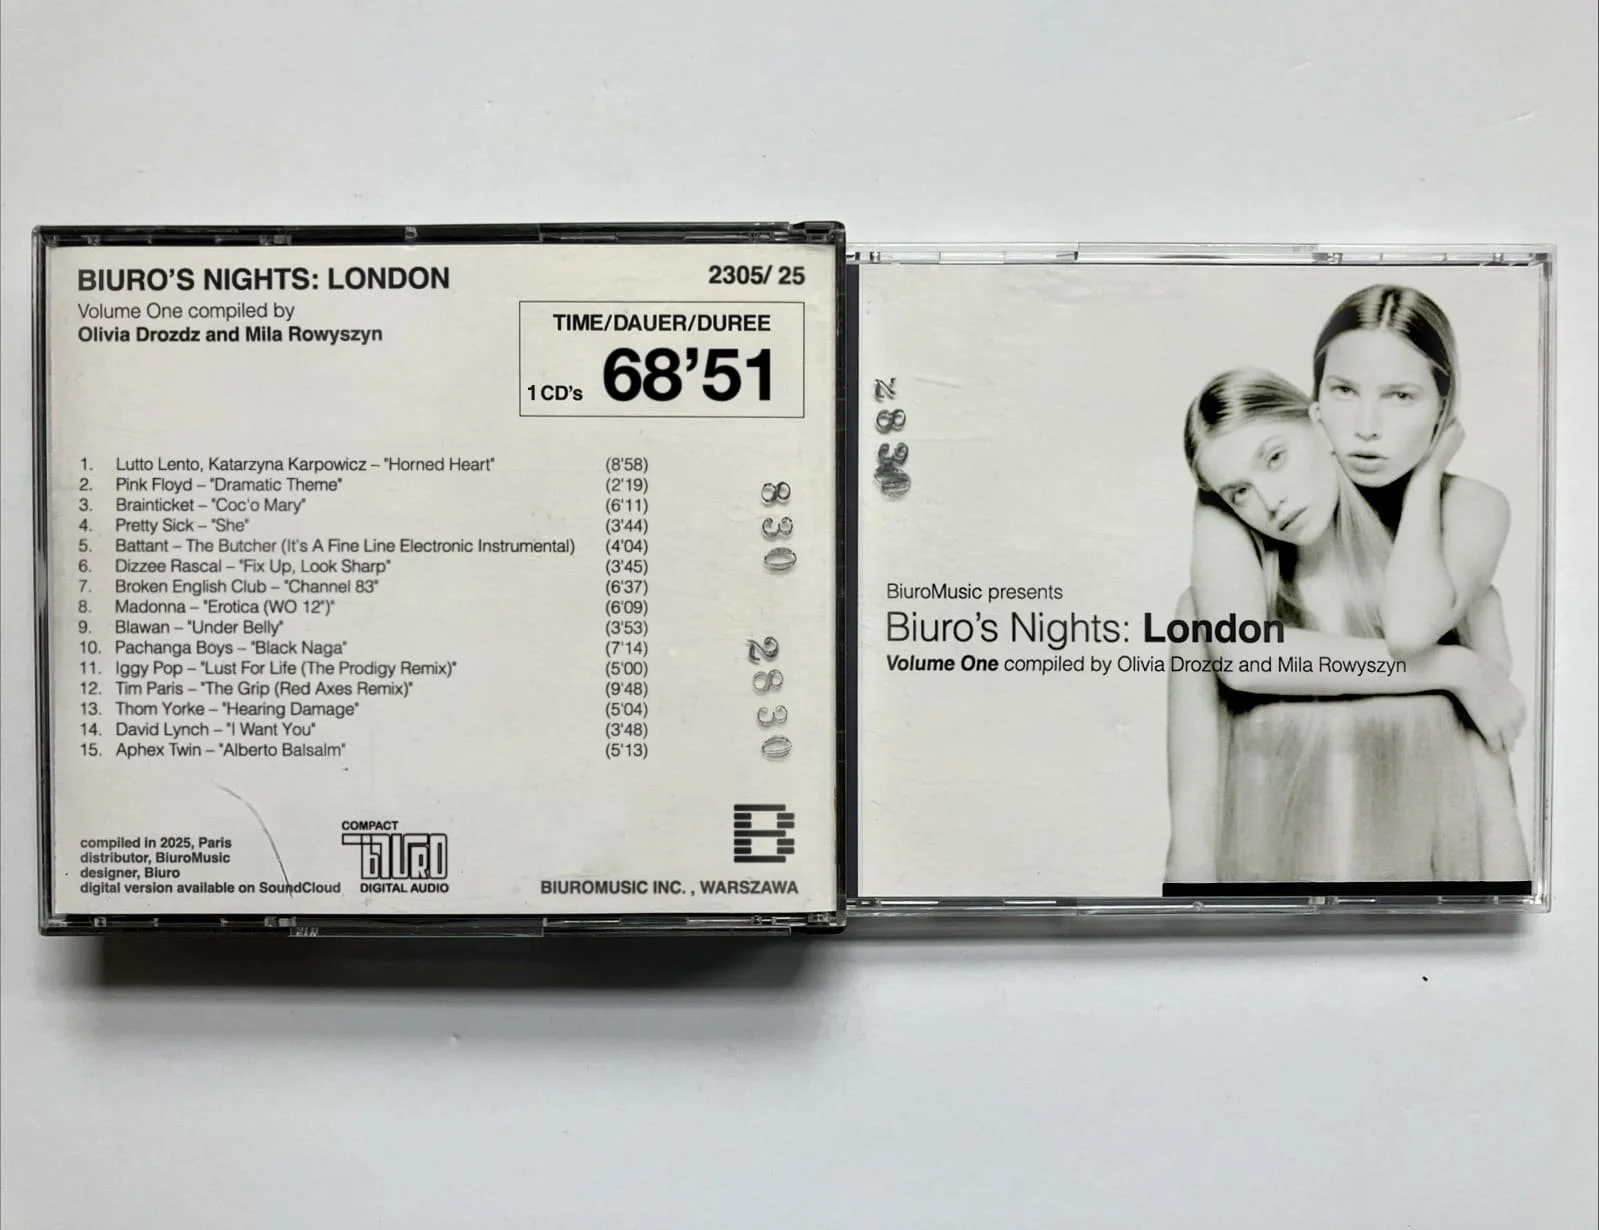 BIURO'S NIGHTS: LONDON
Volume One compiled by
Olivia Drozdz and Mila Rowyszyn
2305/ 25
TIME/DAUER/DUREE
1 CD's 68'51
1. Lutto Lento, Katarzyna Karpowicz – "Horned Heart" (8'58)
2. Pink Floyd – "Dramatic Theme" (2'19)
3. Brainticket – "Coc'o Mary" (6'11)
4. Pretty Sick – "She" (3'44)
5. Battant – The Butcher (It's A Fine Line Electronic Instrumental) (4'04)
6. Dizzee Rascal – "Fix Up, Look Sharp" (3'45)
7. Broken English Club – "Channel 83" (6'37)
8. Madonna – "Erotica (WO 12")" (6'09)
9. Blawan – "Under Belly" (3'53)
10. Pachanga Boys – "Black Naga" (7'14)
11. Iggy Pop – "Lust For Life (The Prodigy Remix)" (5'00)
12. Tim Paris – "The Grip (Red Axes Remix)" (9'48)
13. Thom Yorke – "Hearing Damage" (5'04)
14. David Lynch – "I Want You" (3'48)
15. Aphex Twin – "Alberto Balsalm" (5'13)
830
2830
compiled in 2025, Paris
distributor, BiuroMusic
designer, Biuro
digital version available on SoundCloud
COMPACT
bIURO
DIGITAL AUDIO
B
BIUROMUSIC INC. , WARSZAWA
2830
BiuroMusic presents
Biuro's Nights: London
Volume One compiled by Olivia Drozdz and Mila Rowyszyn